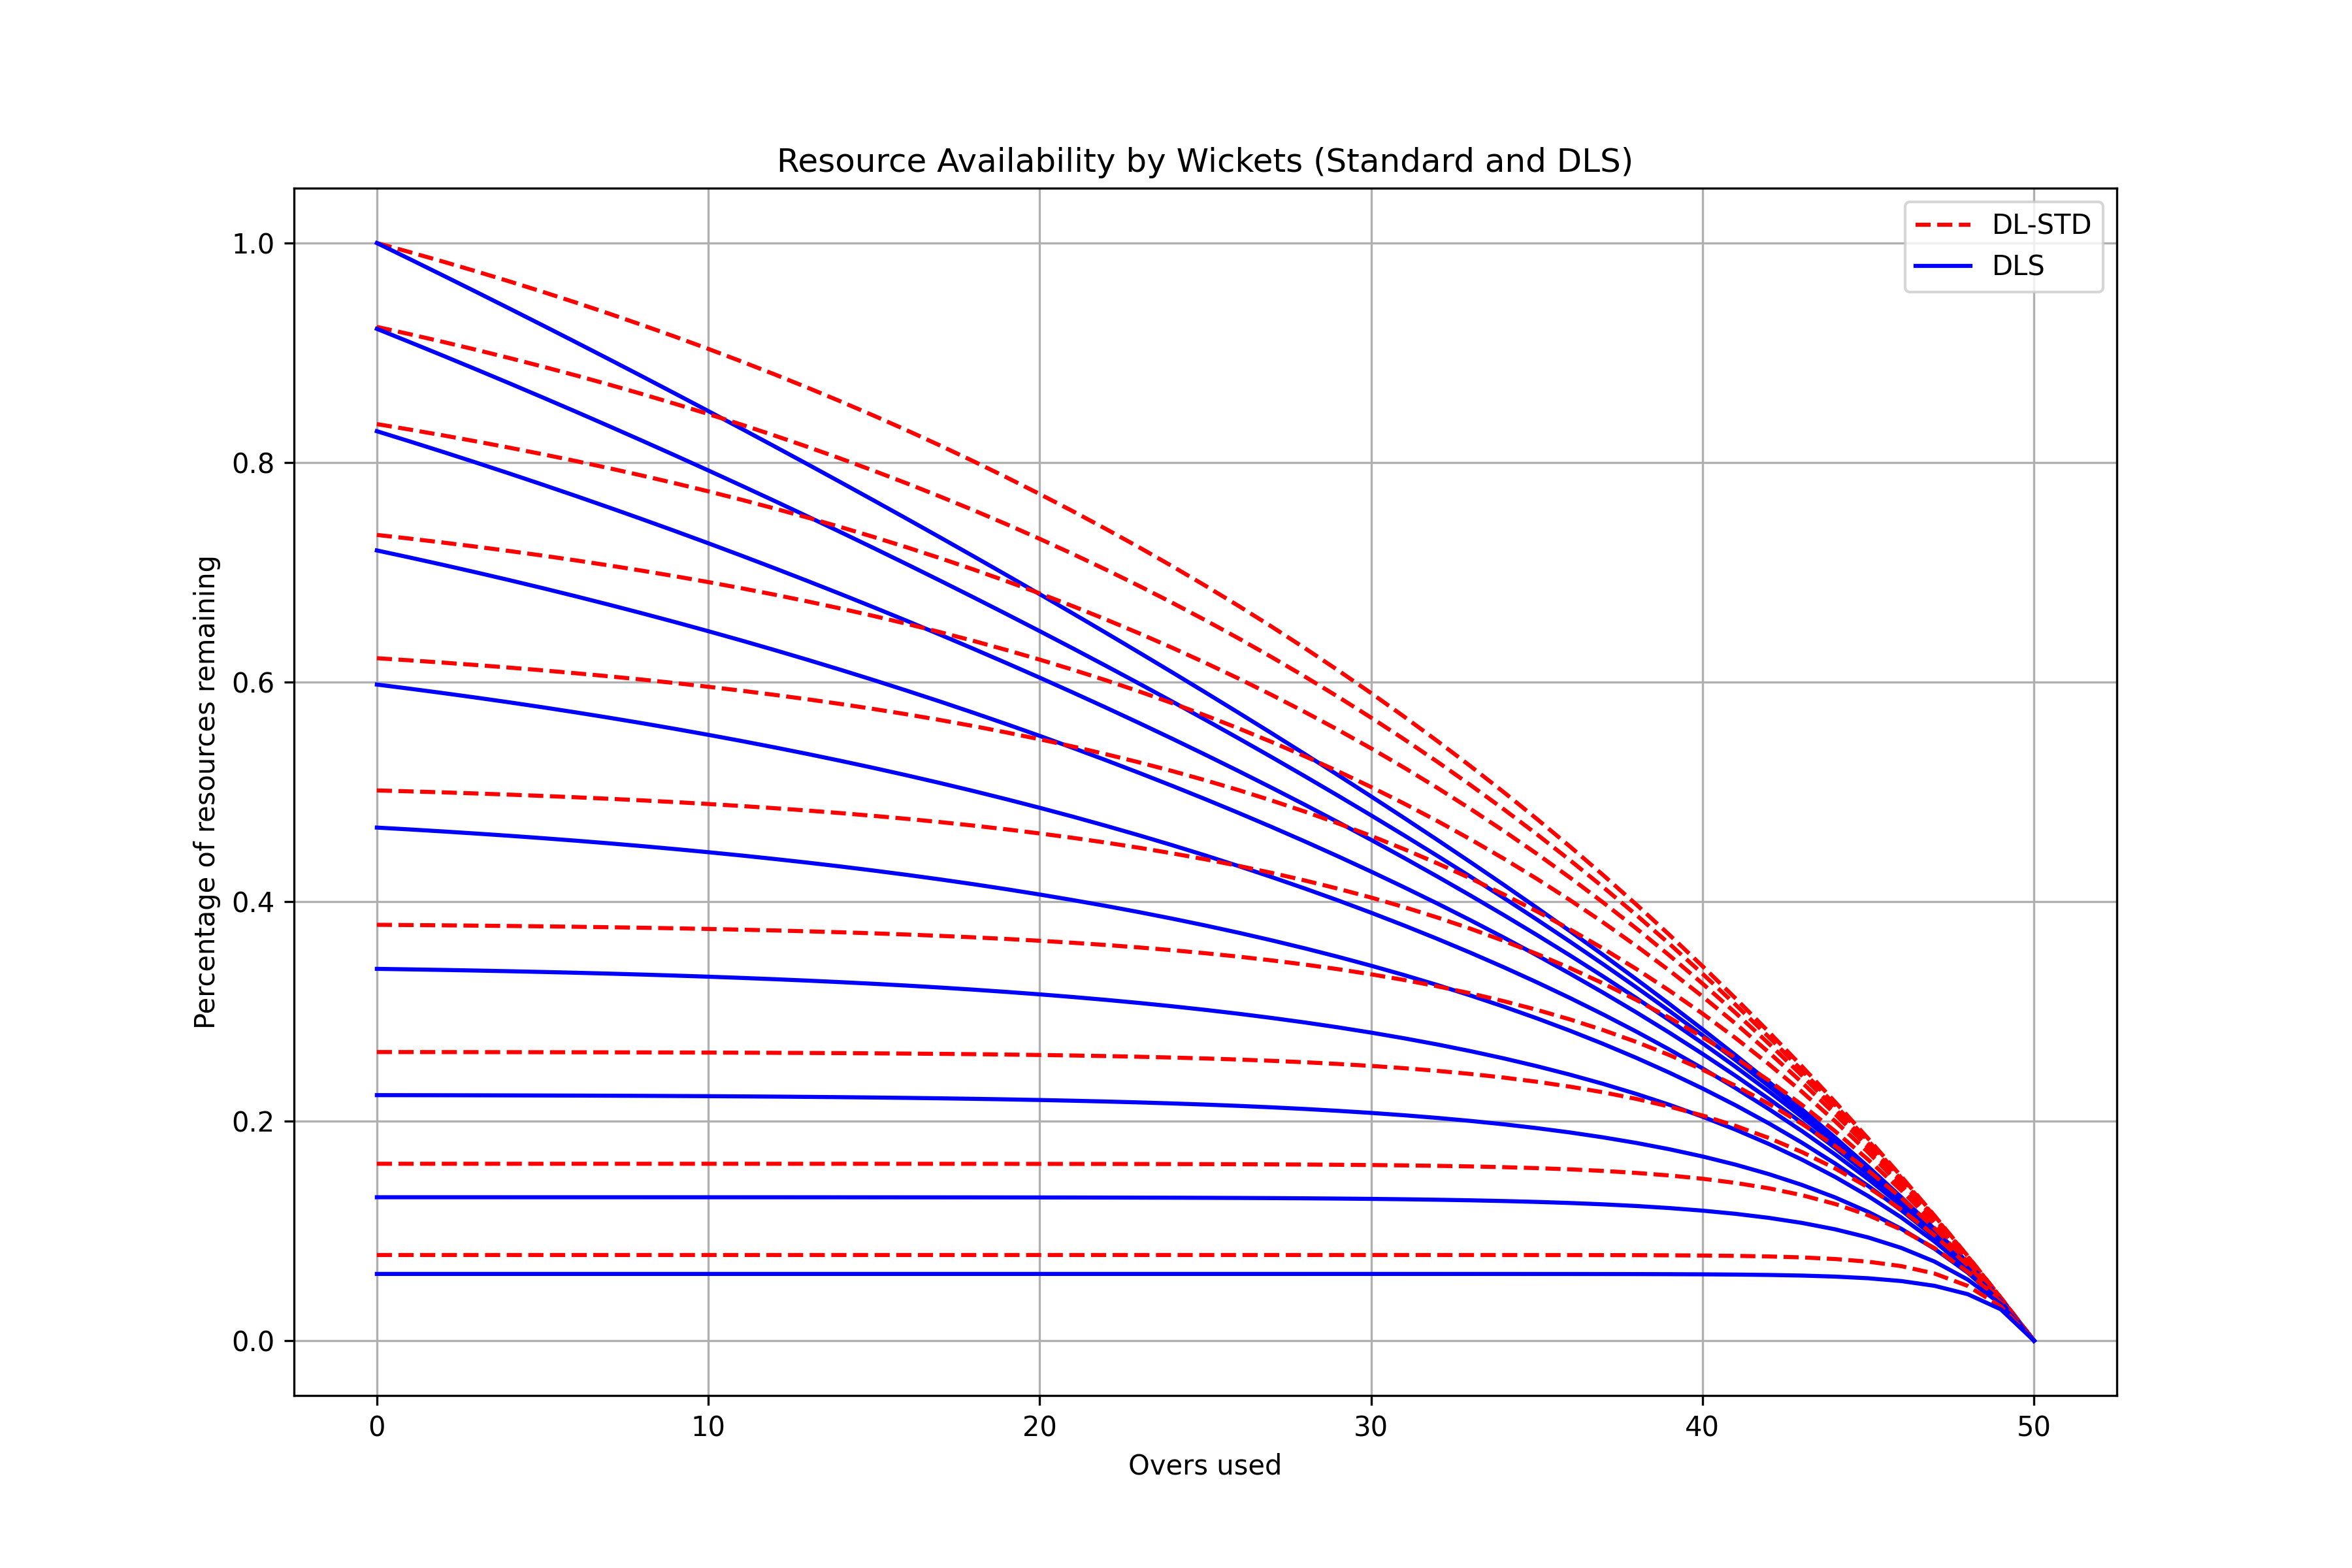 Resource Availability by Wickets (Standard and DLS)
DL-STD
DLS
1.0
0.8
0.6
0.4
0.2
0.0
Percentage of resources remaining
0 10 20 30 40 50
Overs used